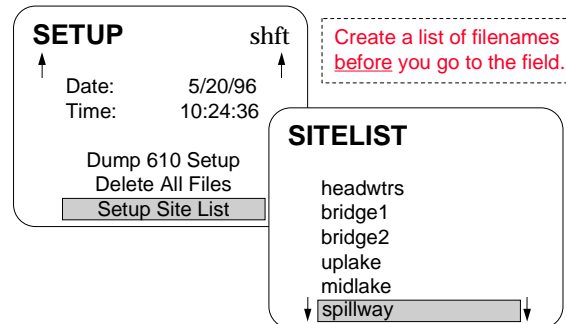 SETUP shft
Date: 5/20/96
Time: 10:24:36
Dump 610 Setup
Delete All Files
Setup Site List
Create a list of filenames
before you go to the field.
SITELIST
headwtrs
bridge1
bridge2
uplake
midlake
spillway